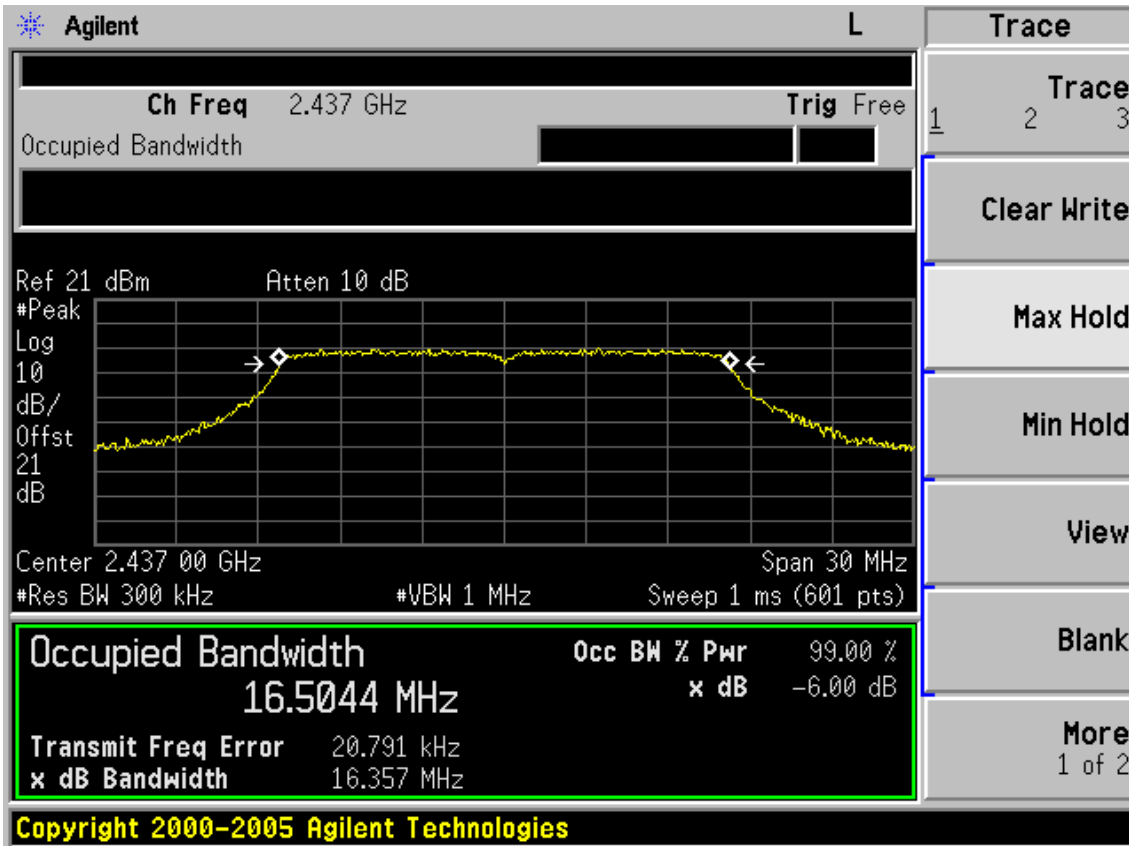 Agilent L Trace
Ch Freq 2.437 GHz Trig Free
Occupied Bandwidth
Trace
1 2 3
Clear Write
Ref 21 dBm Atten 10 dB
#Peak
Log
10
dB/
Offst
21
dB
Max Hold
Min Hold
View
Center 2.437 00 GHz Span 30 MHz
#Res BW 300 kHz #VBW 1 MHz Sweep 1 ms (601 pts)
Occupied Bandwidth Occ BW % Pwr 99.00 %
16.5044 MHz x dB -6.00 dB
Transmit Freq Error 20.791 kHz
x dB Bandwidth 16.357 MHz
Blank
More
1 of 2
Copyright 2000-2005 Agilent Technologies